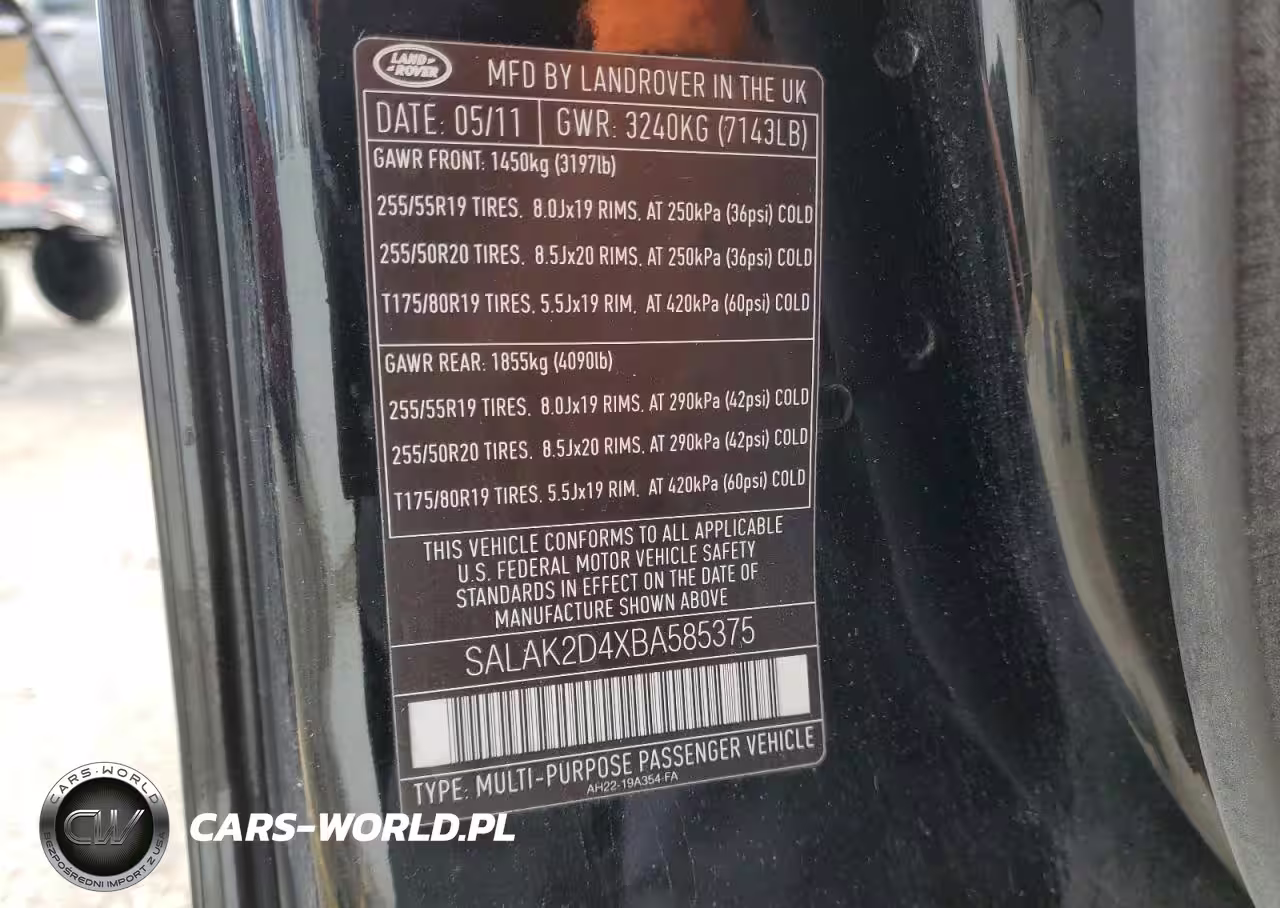 LAND ROVER
MFD BY LANDROVER IN THE UK
DATE: 05/11 GWR: 3240KG (7143LB)
GAWR FRONT: 1450kg (3197lb)
255/55R19 TIRES, 8.0Jx19 RIMS, AT 250kPa (36psi) COLD
255/50R20 TIRES, 8.5Jx20 RIMS, AT 250kPa (36psi) COLD
T175/80R19 TIRES, 5.5Jx19 RIM, AT 420kPa (60psi) COLD
GAWR REAR: 1855kg (4090lb)
255/55R19 TIRES, 8.0Jx19 RIMS, AT 290kPa (42psi) COLD
255/50R20 TIRES, 8.5Jx20 RIMS, AT 290kPa (42psi) COLD
T175/80R19 TIRES, 5.5Jx19 RIM, AT 420kPa (60psi) COLD
THIS VEHICLE CONFORMS TO ALL APPLICABLE
U.S. FEDERAL MOTOR VEHICLE SAFETY
STANDARDS IN EFFECT ON THE DATE OF
MANUFACTURE SHOWN ABOVE
SALAK2D4XBA585375
TYPE: MULTI-PURPOSE PASSENGER VEHICLE
AH22-19A354-FA
CARS-WORLD
CW
BEZPOŚREDNI IMPORT Z USA
CARS-WORLD.PL